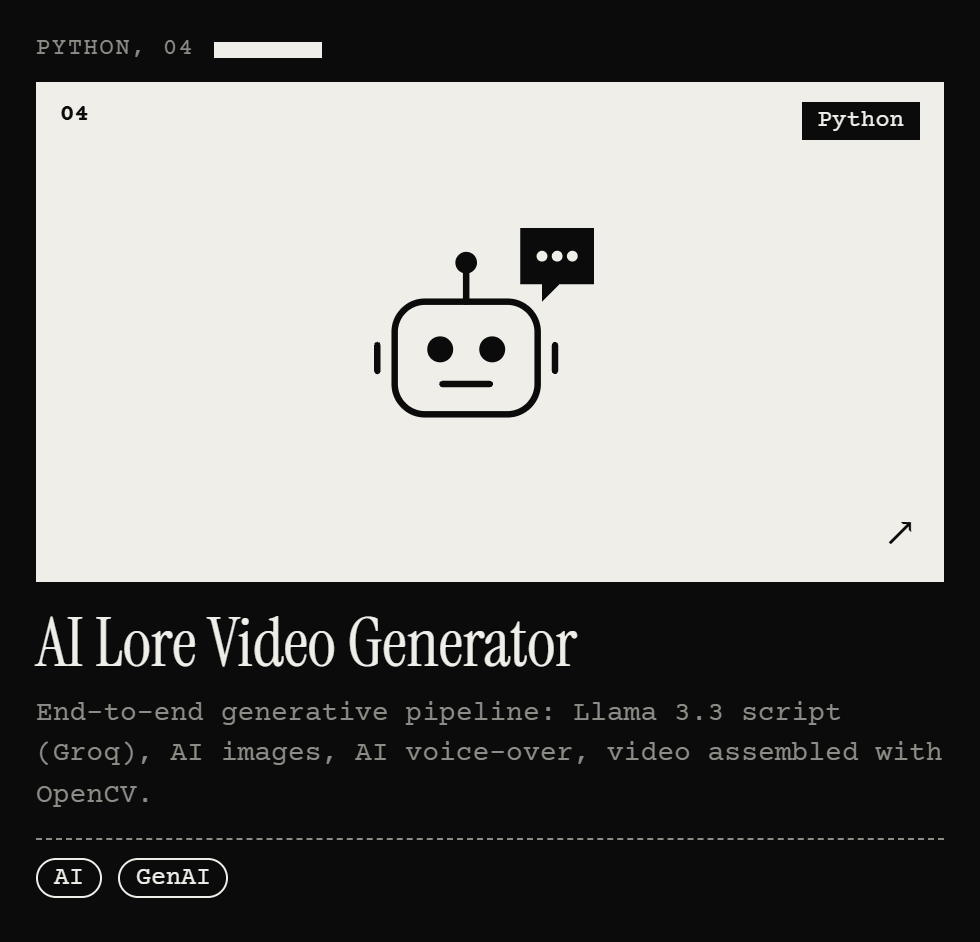 PYTHON, 04
04
Python
↗
AI Lore Video Generator
End-to-end generative pipeline: Llama 3.3 script
(Groq), AI images, AI voice-over, video assembled with
OpenCV.
AI
GenAI